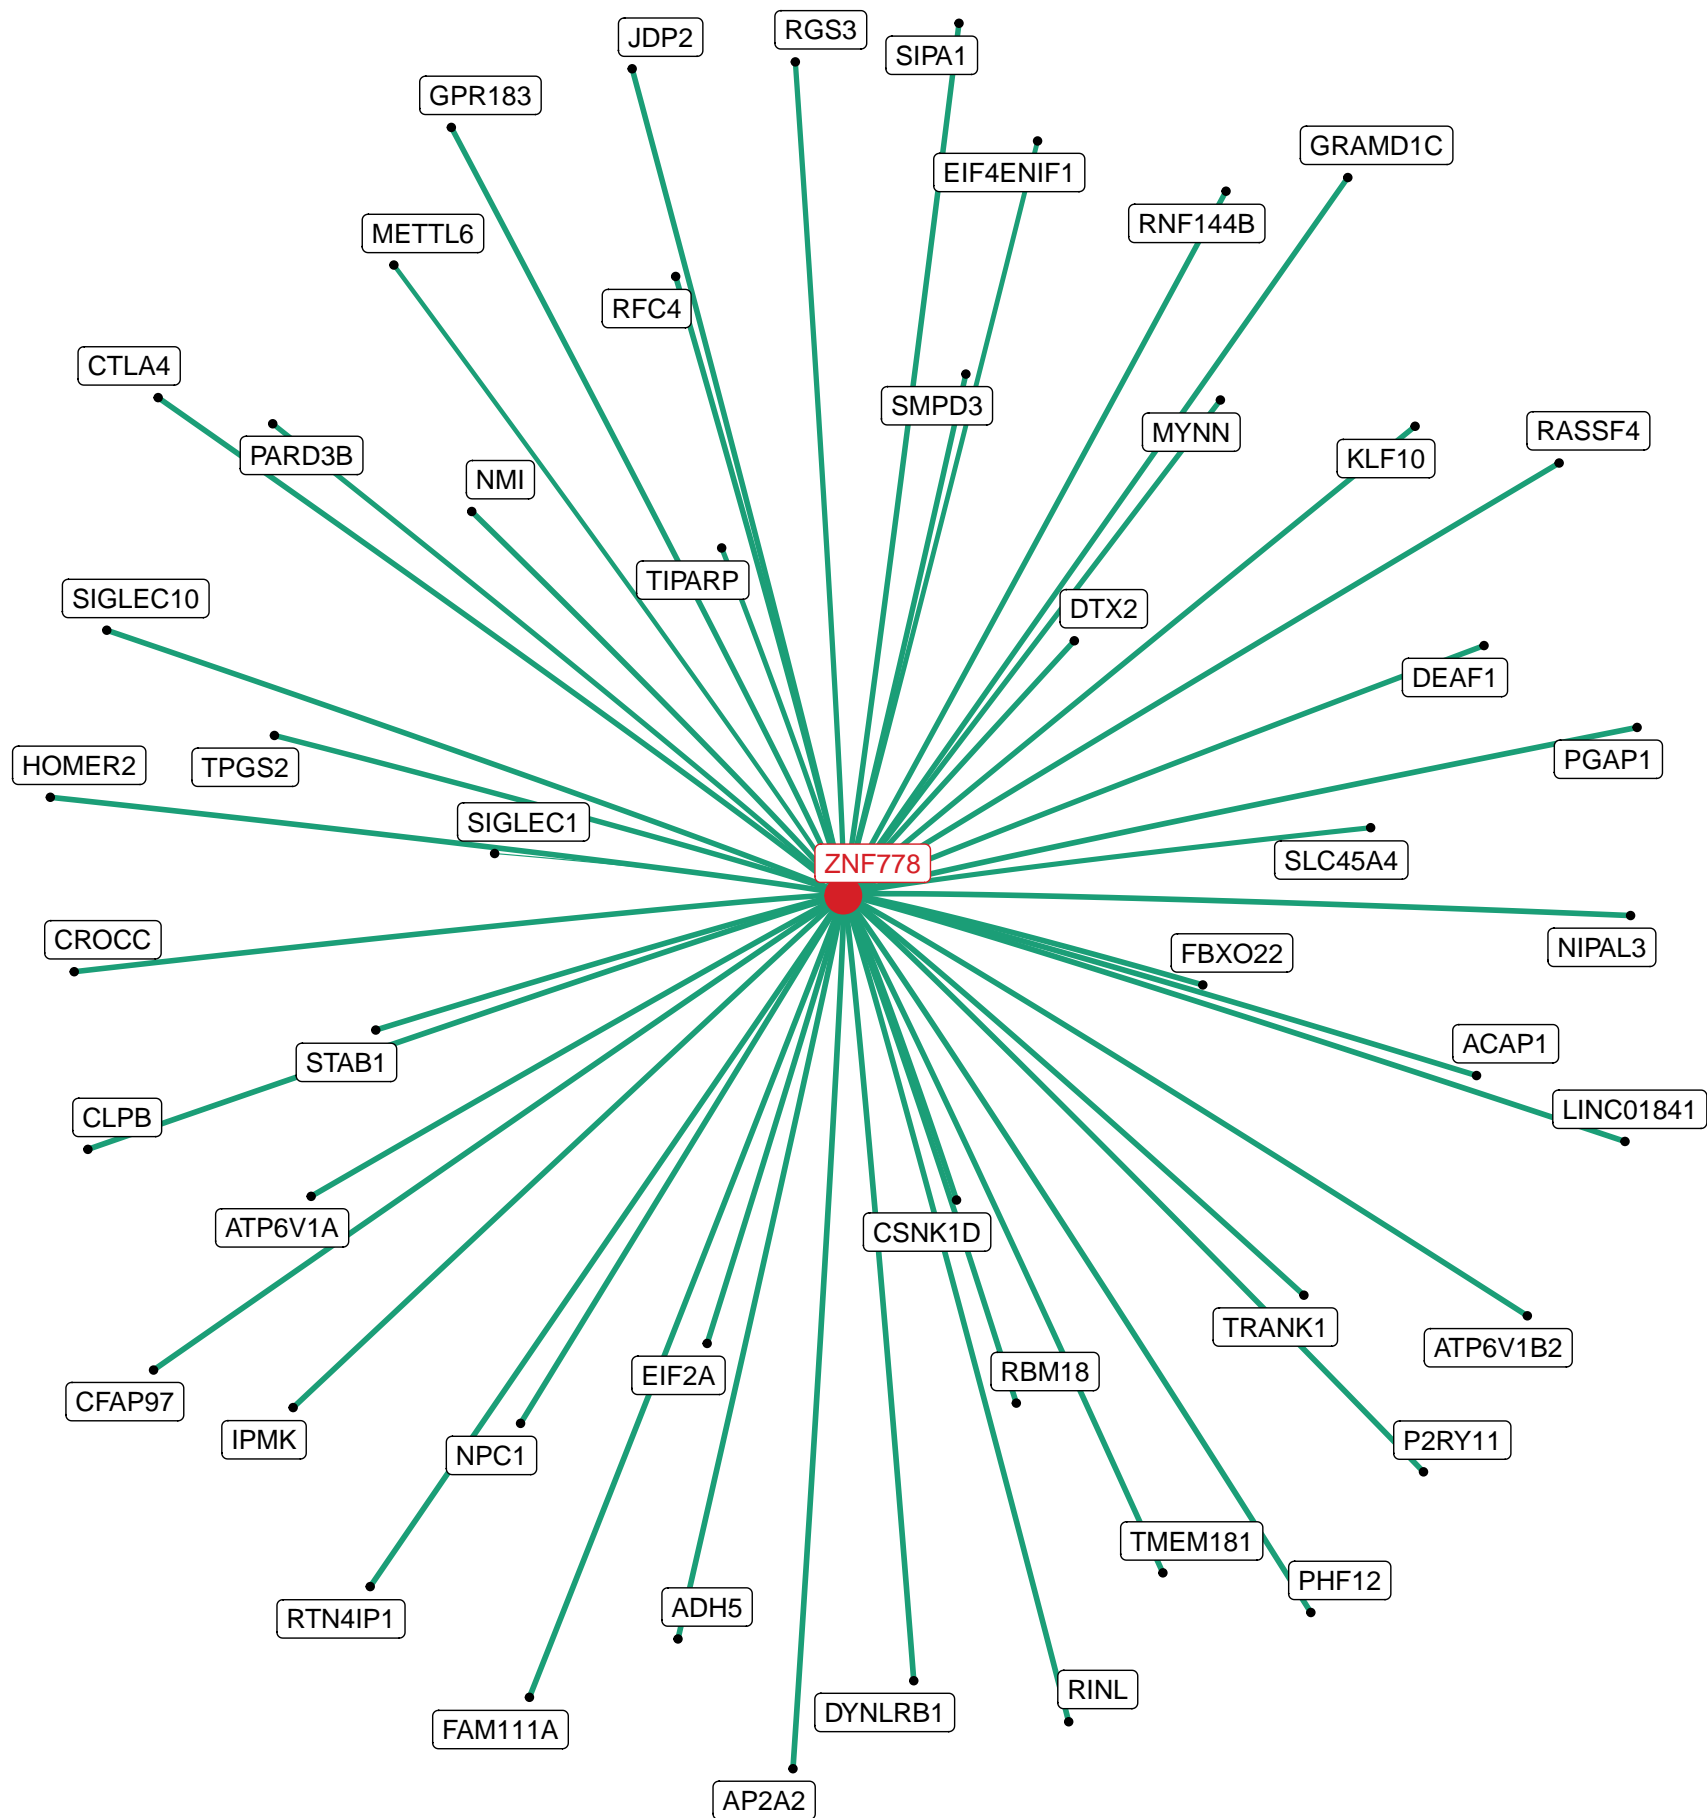 RGS3
JDP2
SIPA1
GPR183
GRAMD1C
EIF4ENIF1
RNF144B
METTL6
RFC4
CTLA4
SMPD3
RASSF4
MYNN
PARD3B
KLF10
NMI
TIPARP
SIGLEC10
DTX2
DEAF1
PGAP1
HOMER2
TPGS2
SIGLEC1
SLC45A4
ZNF778
CROCC
NIPAL3
FBXO22
ACAP1
STAB1
LINC01841
CLPB
ATP6V1A
CSNK1D
TRANK1
ATP6V1B2
RBM18
EIF2A
CFAP97
IPMK
P2RY11
NPC1
TMEM181
PHF12
ADH5
RTN4IP1
RINL
DYNLRB1
FAM111A
AP2A2